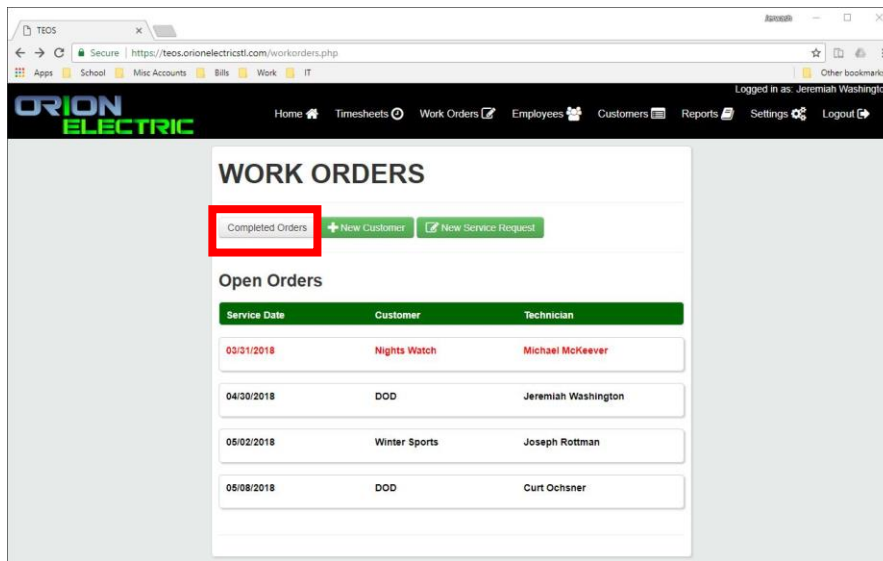 Jeremiah
TEOS
Secure | https://teos.orionelectricstl.com/workorders.php
Apps School Misc Accounts Bills Work IT Other bookmarks
Logged in as: Jeremiah Washingto
ORION
ELECTRIC
Home Timesheets Work Orders Employees Customers Reports Settings Logout
WORK ORDERS
Completed Orders New Customer New Service Request
Open Orders
Service Date Customer Technician
03/31/2018 Nights Watch Michael McKeever
04/30/2018 DOD Jeremiah Washington
05/02/2018 Winter Sports Joseph Rottman
05/08/2018 DOD Curt Ochsner